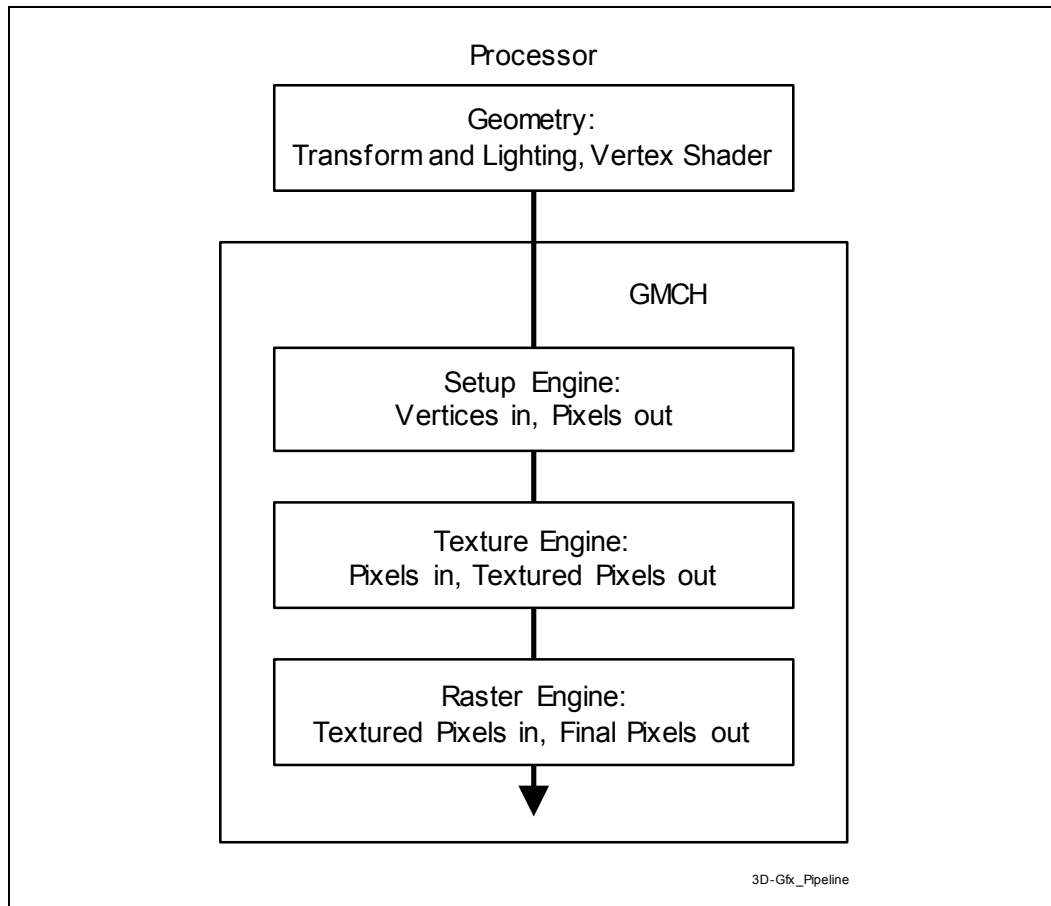 Processor
Geometry:
Transform and Lighting, Vertex Shader
GMCH
Setup Engine:
Vertices in, Pixels out
Texture Engine:
Pixels in, Textured Pixels out
Raster Engine:
Textured Pixels in, Final Pixels out
3D-Gfx_Pipeline